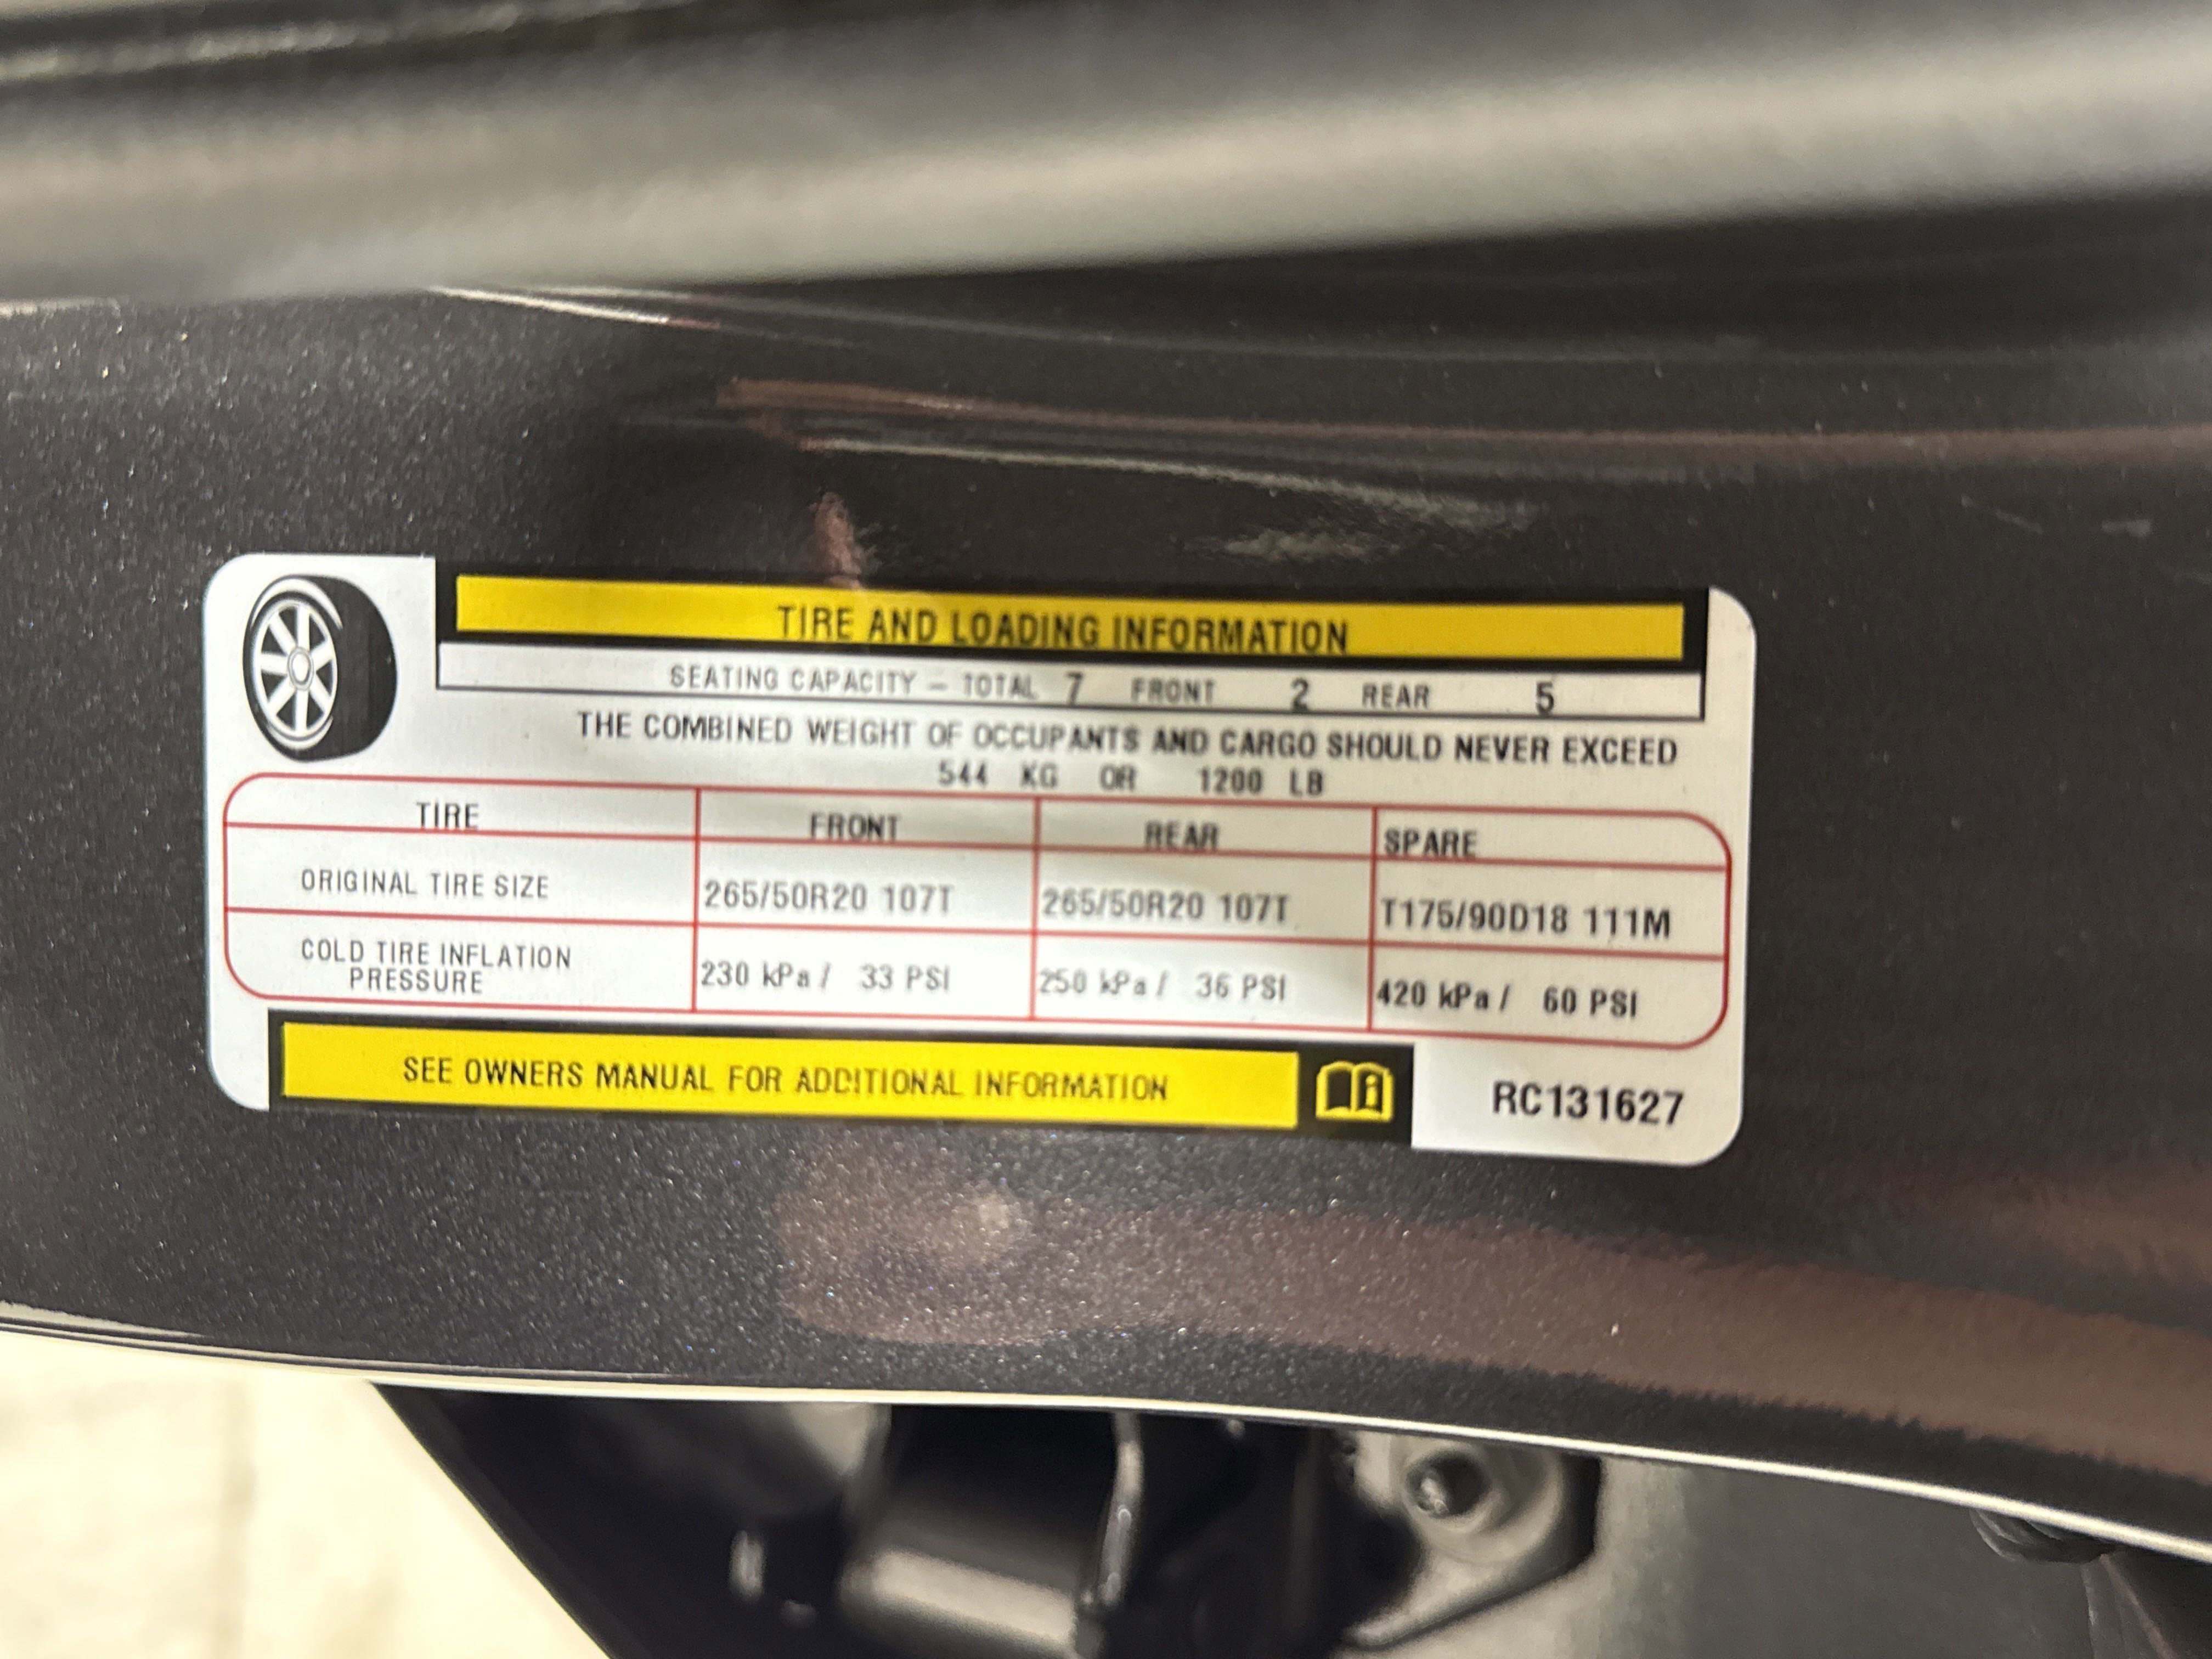 TIRE AND LOADING INFORMATION
SEATING CAPACITY – TOTAL 7 FRONT 2 REAR 5
THE COMBINED WEIGHT OF OCCUPANTS AND CARGO SHOULD NEVER EXCEED
544 KG OR 1200 LB
TIRE FRONT REAR SPARE
ORIGINAL TIRE SIZE 265/50R20 107T 265/50R20 107T T175/90D18 111M
COLD TIRE INFLATION
PRESSURE 230 kPa / 33 PSI 250 kPa / 36 PSI 420 kPa / 60 PSI
SEE OWNERS MANUAL FOR ADDITIONAL INFORMATION
RC131627